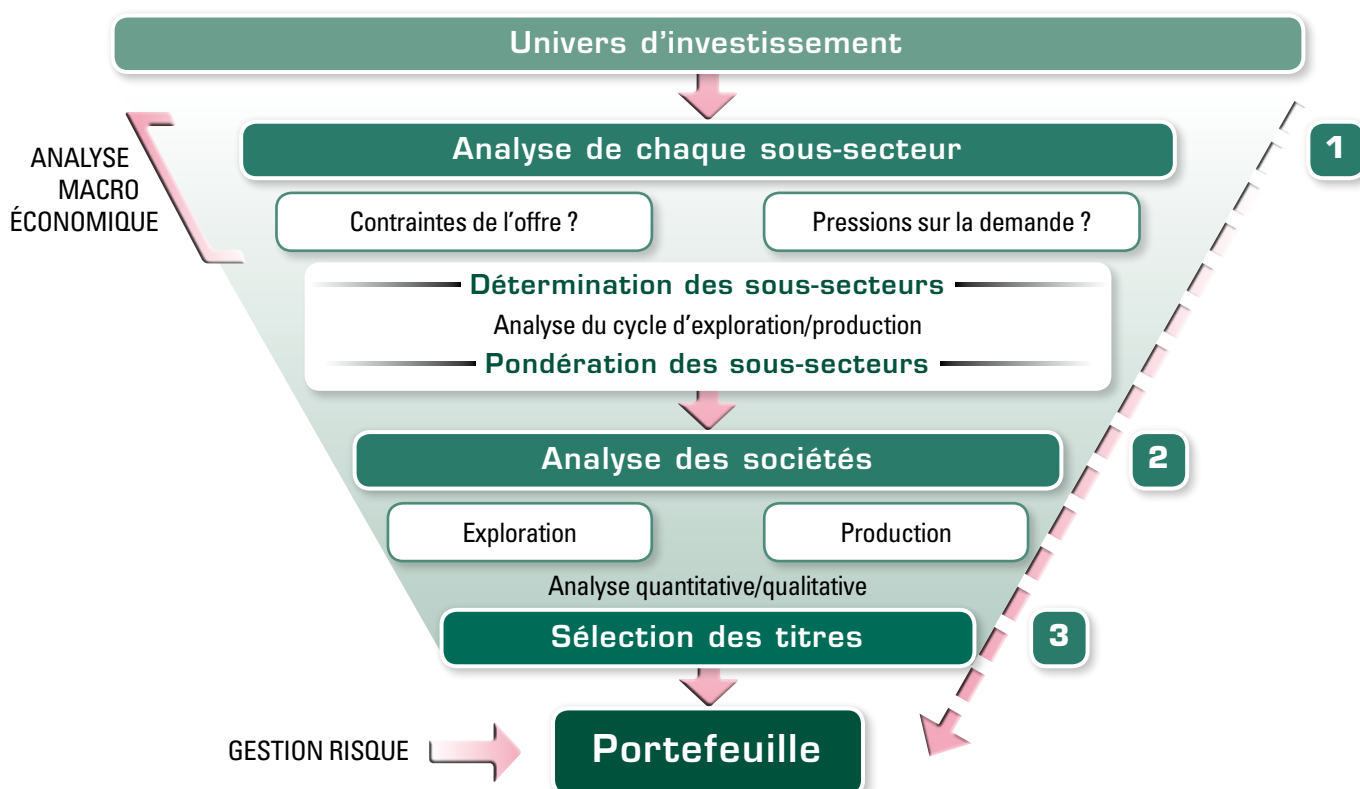 Univers d’investissement
ANALYSE
MACRO
ÉCONOMIQUE
Analyse de chaque sous-secteur
1
Contraintes de l’offre ?
Pressions sur la demande ?
Détermination des sous-secteurs
Analyse du cycle d’exploration/production
Pondération des sous-secteurs
Analyse des sociétés
2
Exploration
Production
Analyse quantitative/qualitative
Sélection des titres
3
GESTION RISQUE
Portefeuille